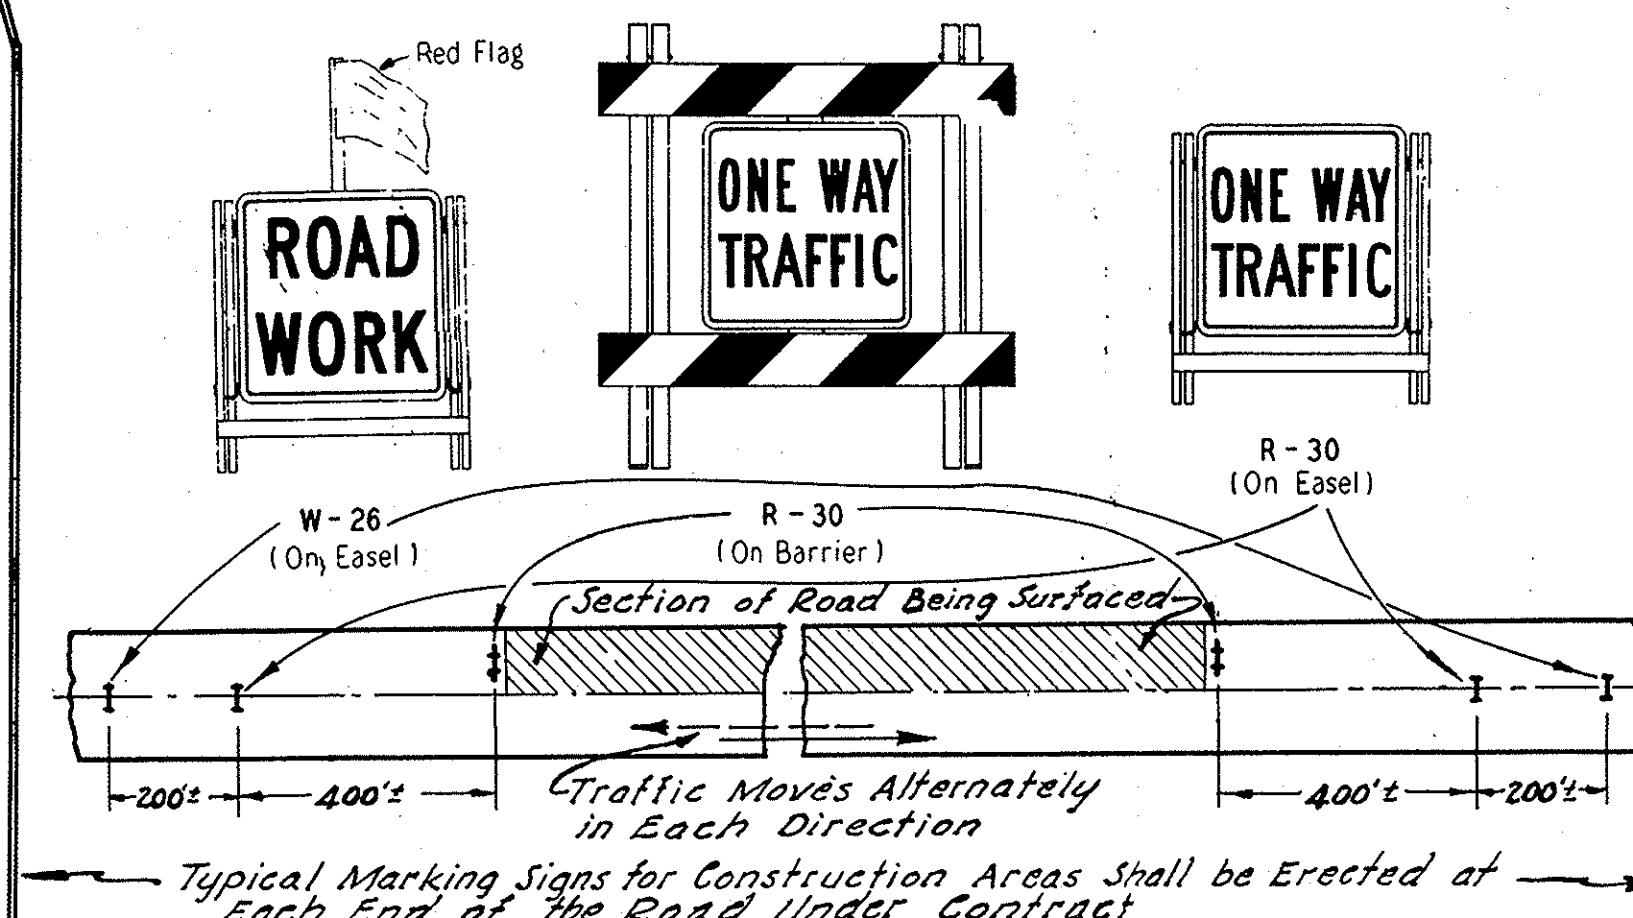 Red Flag
ROAD
WORK
ONE WAY
TRAFFIC
ONE WAY
TRAFFIC
W-26
(On, Easel)
R-30
(On Barrier)
R-30
(On Easel)
Section of Road Being Surfaced
200'±
400'±
400'±
200'±
Traffic Moves Alternately
in Each Direction
Typical Marking Signs for Construction Areas Shall be Erected at
Each End of the Road Under Contract